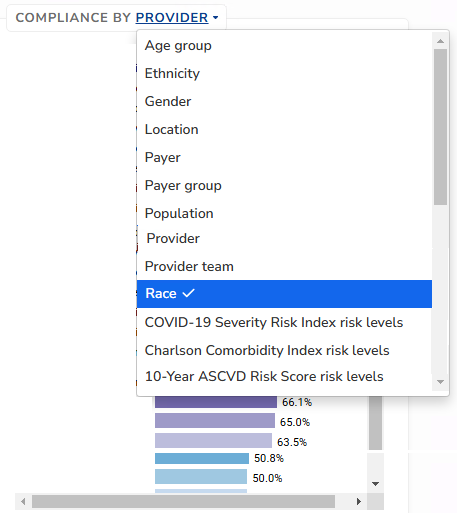 COMPLIANCE BY PROVIDER
Age group
Ethnicity
Gender
Location
Payer
Payer group
Population
Provider
Provider team
Race
COVID-19 Severity Risk Index risk levels
Charlson Comorbidity Index risk levels
10-Year ASCVD Risk Score risk levels
66.1%
65.0%
63.5%
50.8%
50.0%